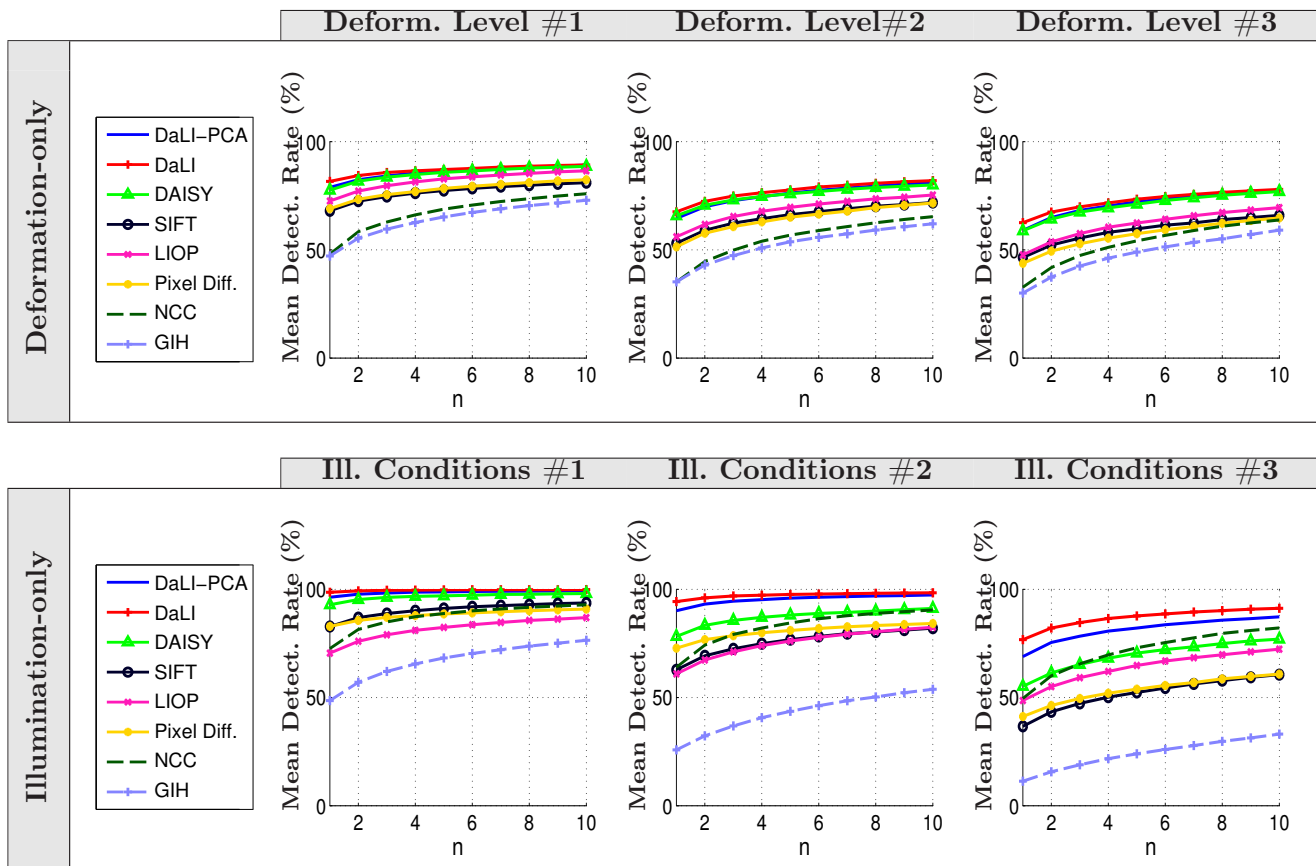 Deform. Level #1
Deform. Level#2
Deform. Level #3
Deformation-only
DaLI-PCA
DaLI
DAISY
SIFT
LIOP
Pixel Diff.
NCC
GIH
Mean Detect. Rate (%)
100
50
0
2 4 6 8 10
n
Mean Detect. Rate (%)
100
50
0
2 4 6 8 10
n
Mean Detect. Rate (%)
100
50
0
2 4 6 8 10
n
Ill. Conditions #1
Ill. Conditions #2
Ill. Conditions #3
Illumination-only
DaLI-PCA
DaLI
DAISY
SIFT
LIOP
Pixel Diff.
NCC
GIH
Mean Detect. Rate (%)
100
50
0
2 4 6 8 10
n
Mean Detect. Rate (%)
100
50
0
2 4 6 8 10
n
Mean Detect. Rate (%)
100
50
0
2 4 6 8 10
n